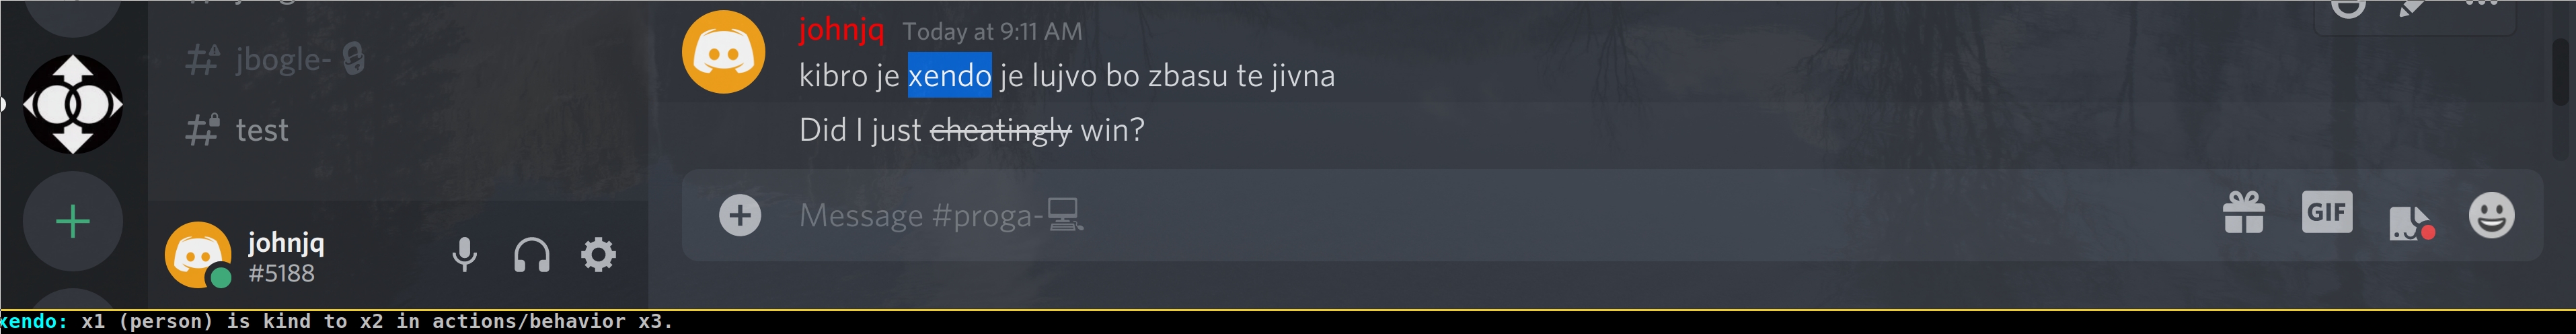 jbogle-
test
johnjq
#5188
johnjq Today at 9:11 AM
kibro je xendo je lujvo bo zbasu te jivna
Did I just cheatingly win?
Message #proga-
GIF
xendo: x1 (person) is kind to x2 in actions/behavior x3.